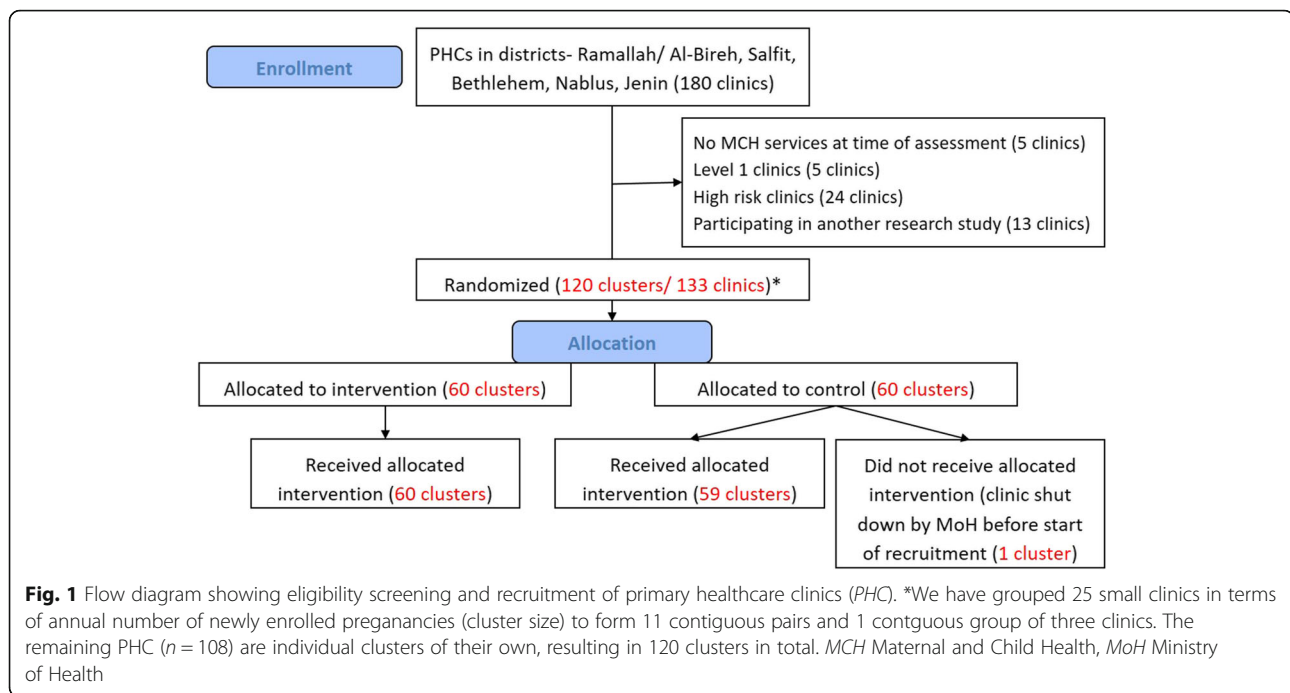 Enrollment
PHCs in districts- Ramallah/ Al-Bireh, Salfit,
Bethlehem, Nablus, Jenin (180 clinics)
No MCH services at time of assessment (5 clinics)
Level 1 clinics (5 clinics)
High risk clinics (24 clinics)
Participating in another research study (13 clinics)
Randomized (120 clusters/ 133 clinics)*
Allocation
Allocated to intervention (60 clusters)
Allocated to control (60 clusters)
Received allocated
intervention (60 clusters)
Received allocated
intervention (59 clusters)
Did not receive allocated
intervention (clinic shut
down by MoH before start
of recruitment (1 cluster)
Fig. 1 Flow diagram showing eligibility screening and recruitment of primary healthcare clinics (PHC). *We have grouped 25 small clinics in terms
of annual number of newly enrolled preganancies (cluster size) to form 11 contiguous pairs and 1 contguous group of three clinics. The
remaining PHC (n = 108) are individual clusters of their own, resulting in 120 clusters in total. MCH Maternal and Child Health, MoH Ministry
of Health